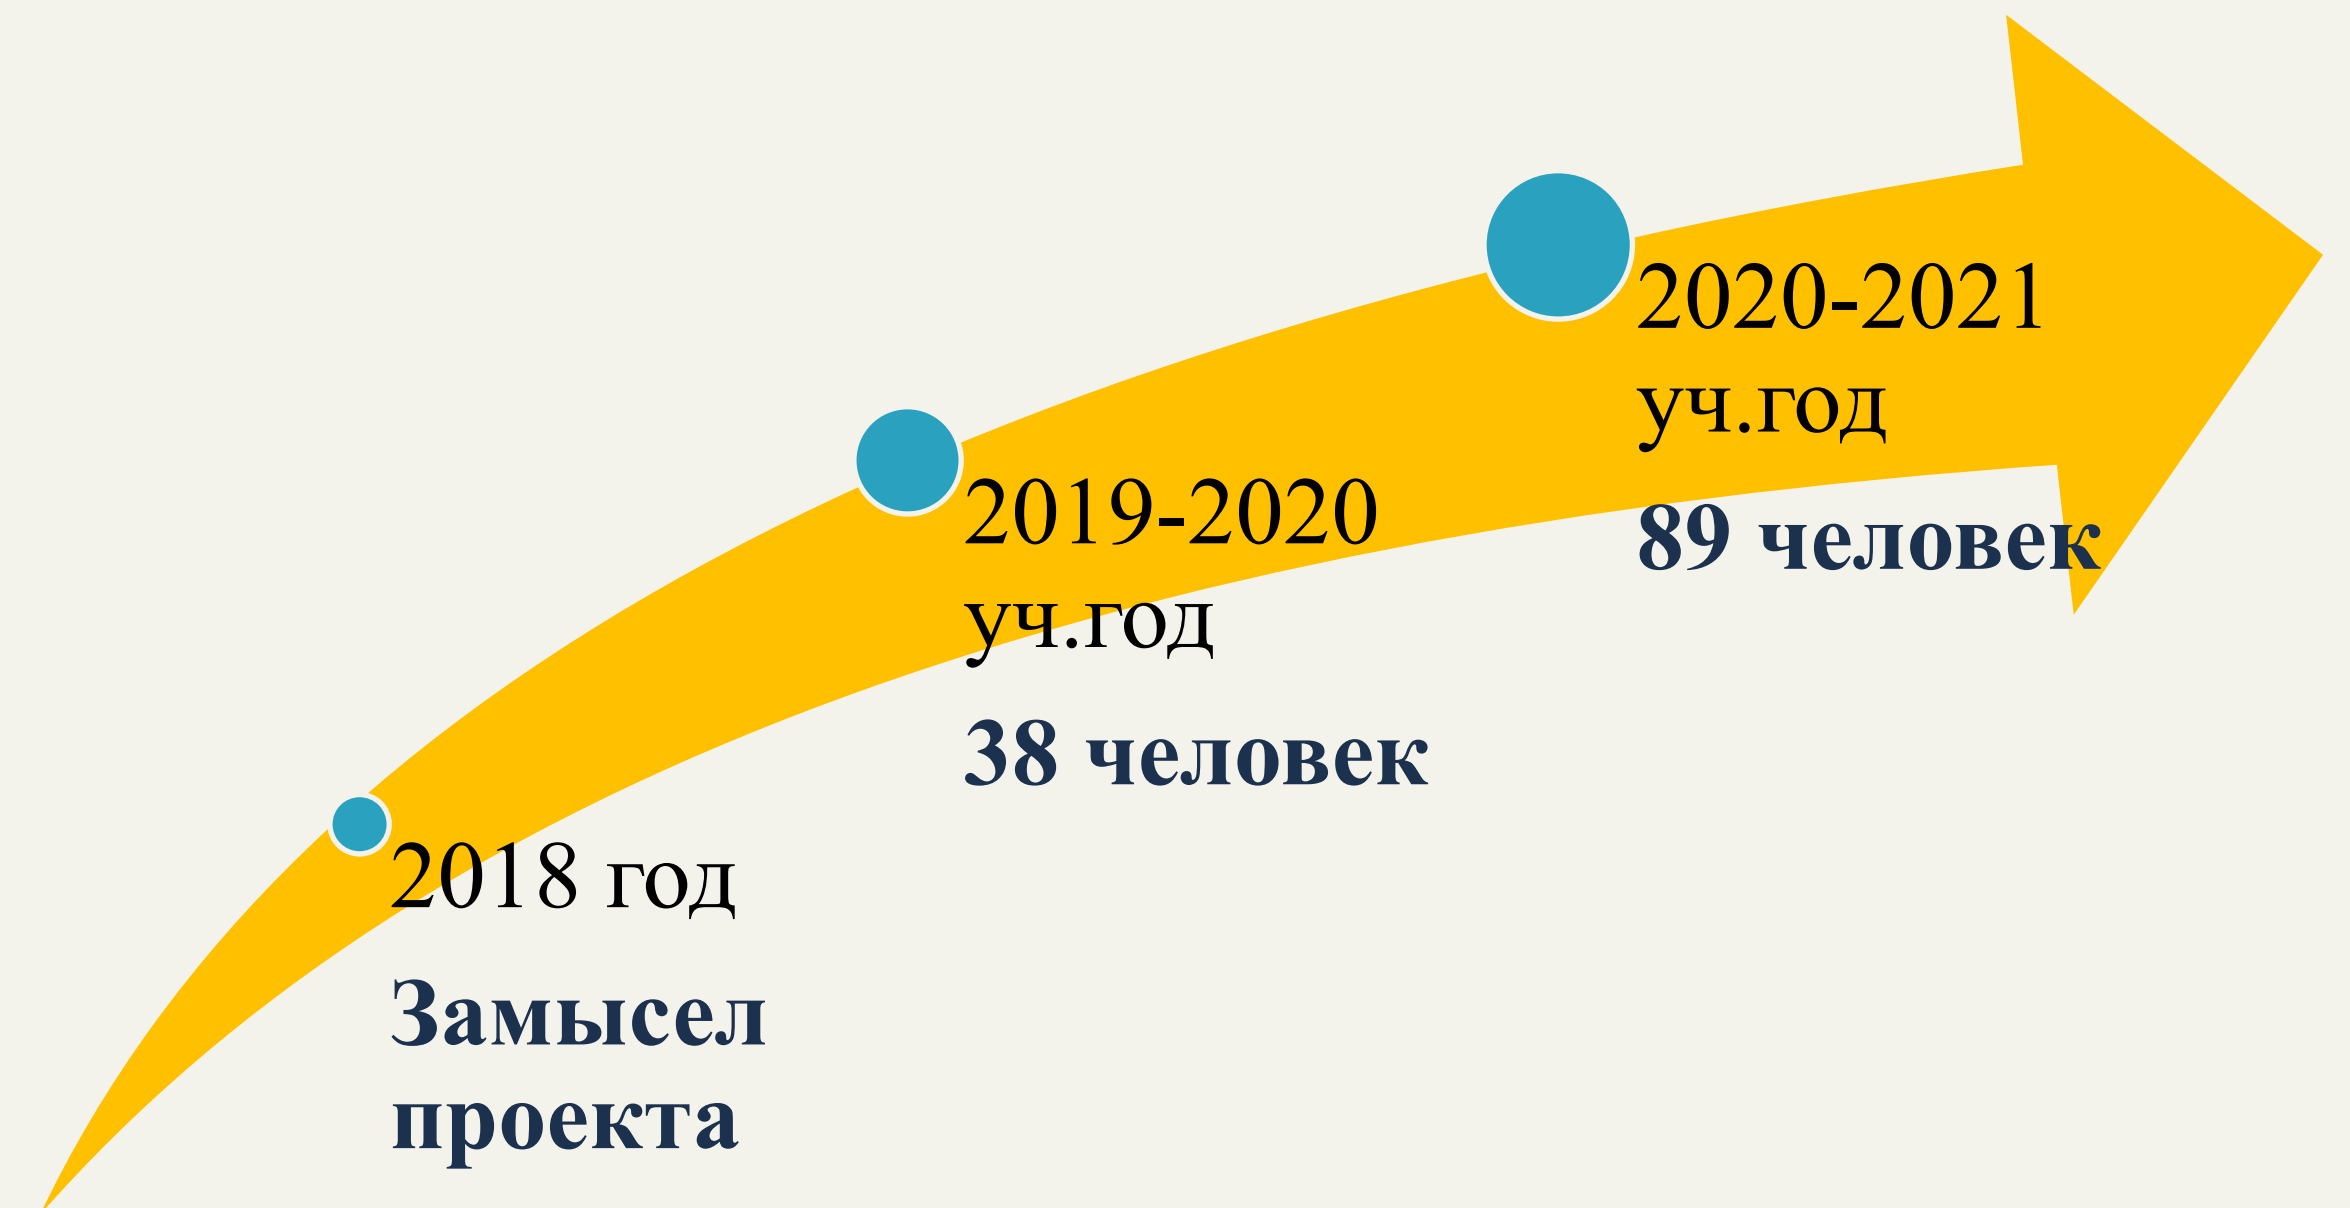 2018 год
Замысел
проекта
2019-2020
уч.год
38 человек
2020-2021
уч.год
89 человек